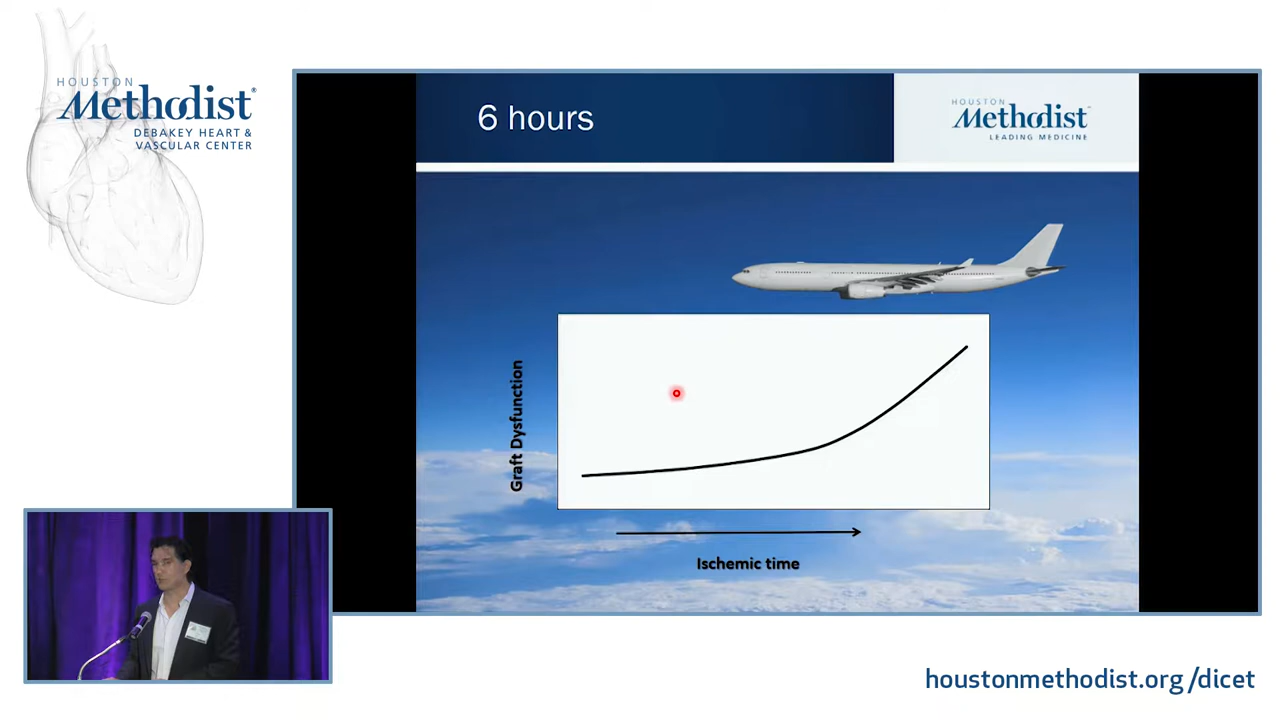 HOUSTON
Methodist®
DEBAKEY HEART &
VASCULAR CENTER
6 hours
HOUSTON
Methodist
LEADING MEDICINE
Graft Dysfunction
Ischemic time
houstonmethodist.org/dicet